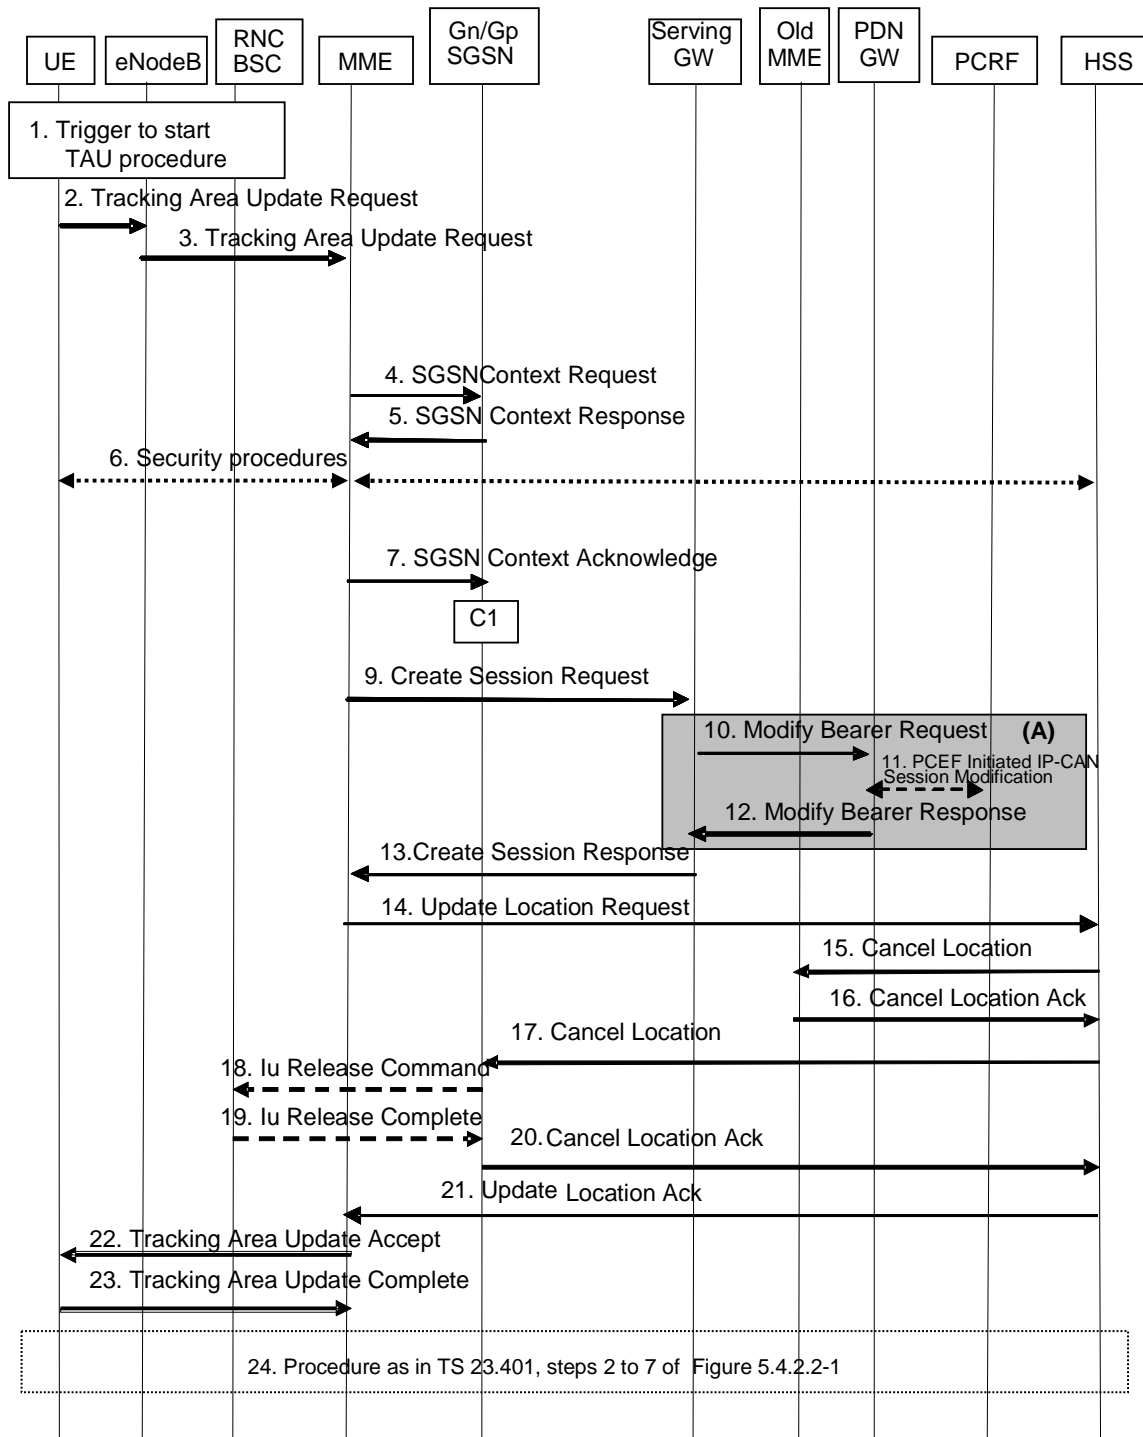 UE
eNodeB
RNC
BSC
MME
Gn/Gp
SGSN
Serving
GW
Old
MME
PDN
GW
PCRF
HSS
1. Trigger to start
TAU procedure
2. Tracking Area Update Request
3. Tracking Area Update Request
4. SGSNContext Request
5. SGSN Context Response
6. Security procedures
7. SGSN Context Acknowledge
C1
9. Create Session Request
10. Modify Bearer Request (A)
11. PCEF Initiated IP-CAN
Session Modification
12. Modify Bearer Response
13.Create Session Response
14. Update Location Request
15. Cancel Location
16. Cancel Location Ack
17. Cancel Location
18. Iu Release Command
19. Iu Release Complete
20. Cancel Location Ack
21. Update Location Ack
22. Tracking Area Update Accept
23. Tracking Area Update Complete
24. Procedure as in TS 23.401, steps 2 to 7 of Figure 5.4.2.2-1